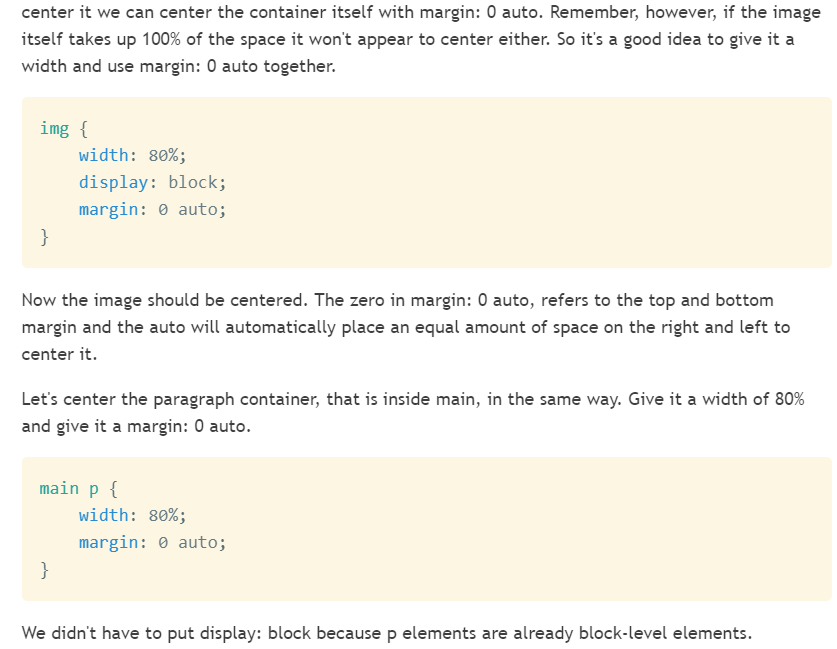 center it we can center the container itself with margin: 0 auto. Remember, however, if the image
itself takes up 100% of the space it won't appear to center either. So it's a good idea to give it a
width and use margin: 0 auto together.
img {
    width: 80%;
    display: block;
    margin: 0 auto;
}
Now the image should be centered. The zero in margin: 0 auto, refers to the top and bottom
margin and the auto will automatically place an equal amount of space on the right and left to
center it.
Let's center the paragraph container, that is inside main, in the same way. Give it a width of 80%
and give it a margin: 0 auto.
main p {
    width: 80%;
    margin: 0 auto;
}
We didn't have to put display: block because p elements are already block-level elements.